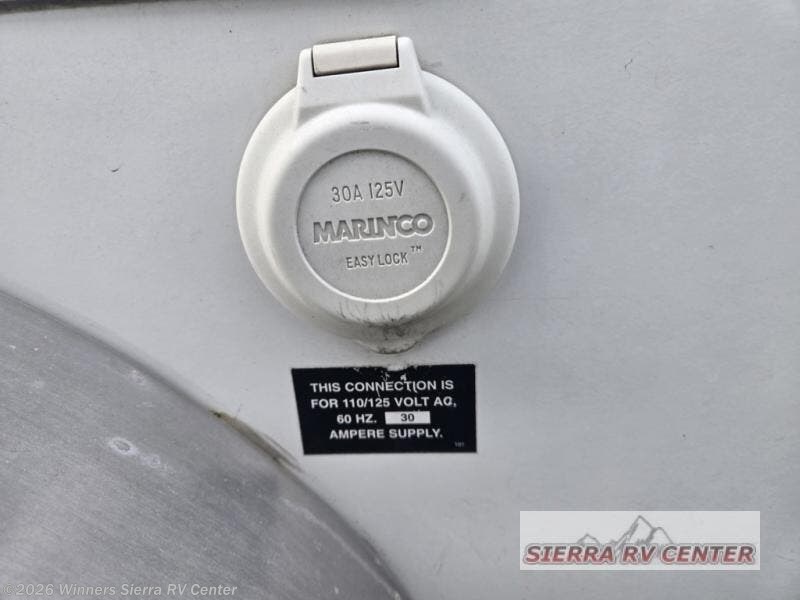 30A 125V
MARINCO
EASY LOCK™
THIS CONNECTION IS
FOR 110/125 VOLT AC,
60 HZ. 30
AMPERE SUPPLY.
SIERRA RV CENTER
©2026 Winners Sierra RV Center